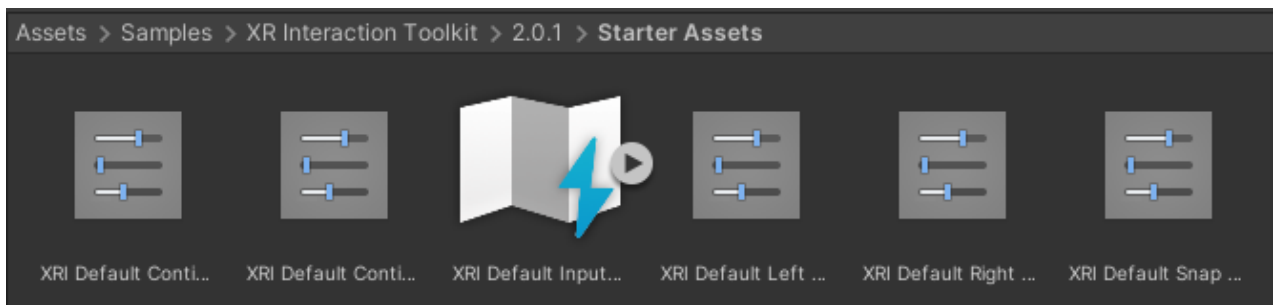 Assets > Samples > XR Interaction Toolkit > 2.0.1 > Starter Assets
XRI Default Conti... XRI Default Conti... XRI Default Input... XRI Default Left ... XRI Default Right ... XRI Default Snap ...